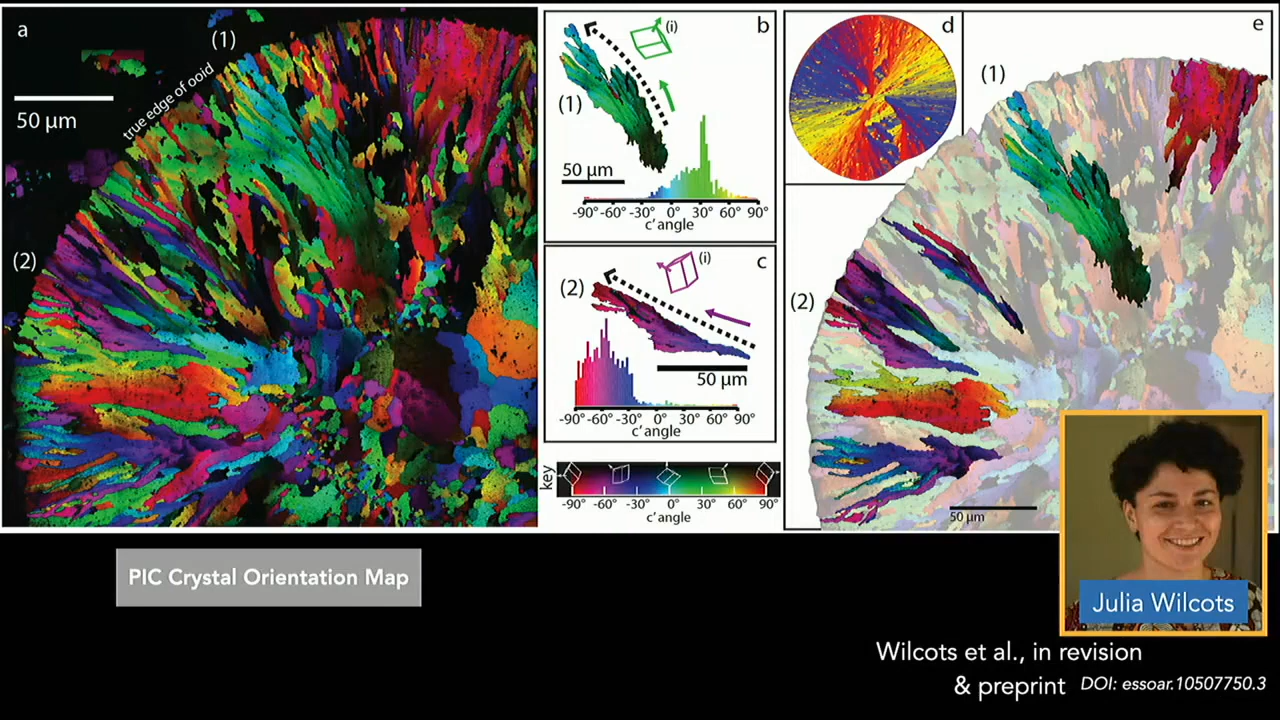 a
(1)
50 µm
true edge of ooid
(2)
b
(i)
(1)
50 µm
-90° -60° -30° 0° 30° 60° 90°
c' angle
c
(i)
(2)
50 µm
-90° -60° -30° 0° 30° 60° 90°
c' angle
key
-90° -60° -30° 0° 30° 60° 90°
c' angle
d
e
(1)
(2)
50 µm
PIC Crystal Orientation Map
Julia Wilcots
Wilcots et al., in revision
& preprint DOI: essoar.10507750.3